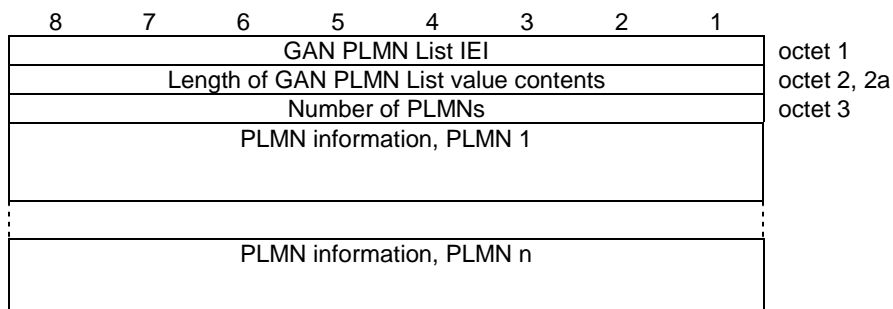 8 7 6 5 4 3 2 1
GAN PLMN List IEI octet 1
Length of GAN PLMN List value contents octet 2, 2a
Number of PLMNs octet 3
PLMN information, PLMN 1
PLMN information, PLMN n